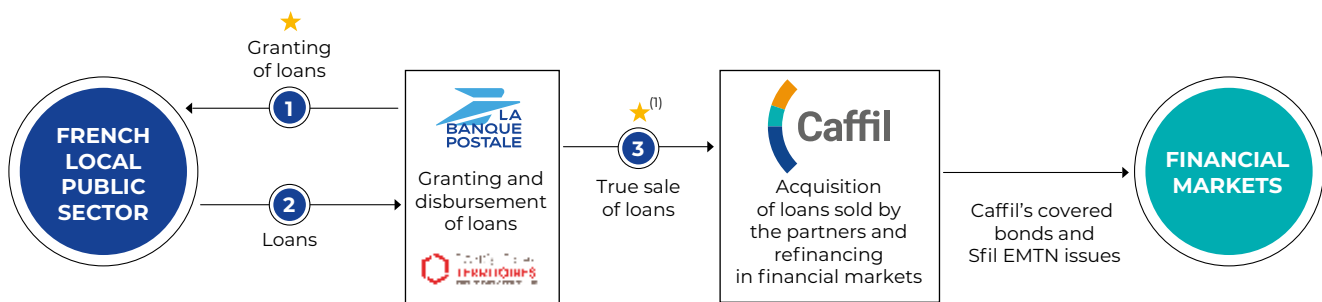 Granting
of loans
1
FRENCH
LOCAL
PUBLIC
SECTOR
2
Loans
LA
BANQUE
POSTALE
Granting and
disbursement
of loans
TERRITOIRES
(1)
3
True sale
of loans
Caffil
Acquisition
of loans sold by
the partners and
refinancing
in financial markets
Caffil's covered
bonds and
Sfil EMTN issues
FINANCIAL
MARKETS